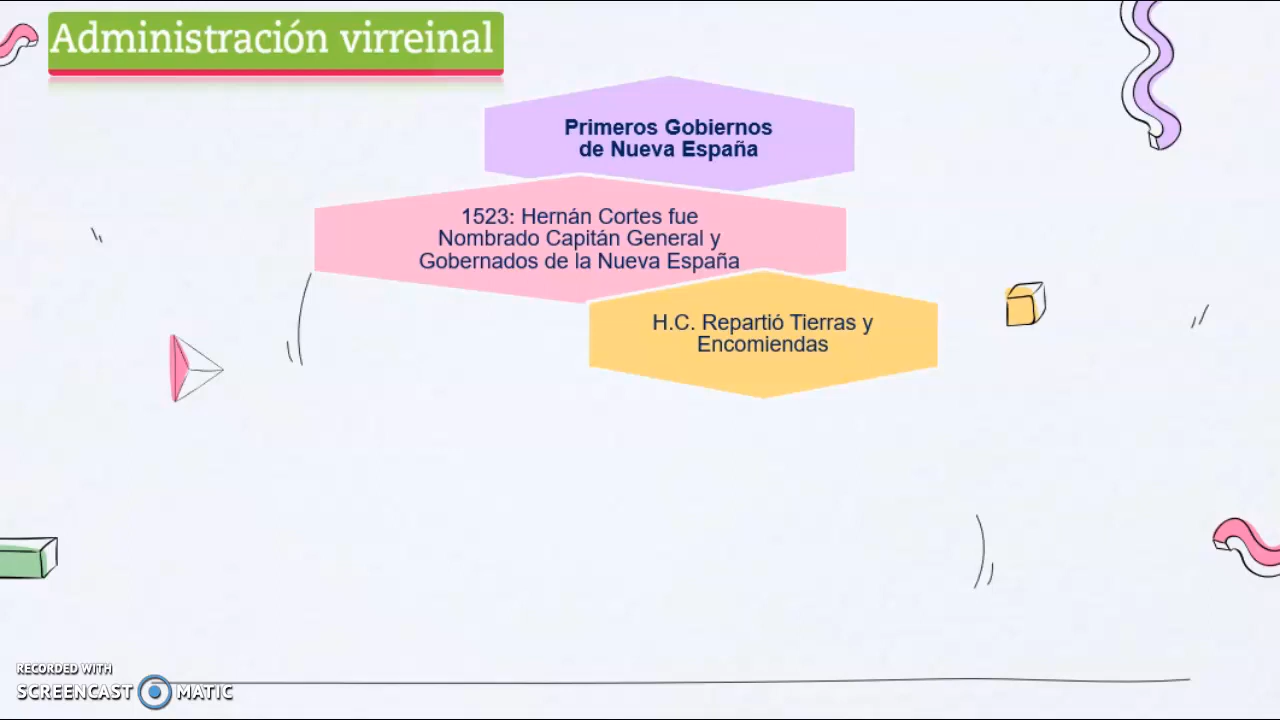 Administración virreinal
Primeros Gobiernos
de Nueva España
1523: Hernán Cortes fue
Nombrado Capitán General y
Gobernados de la Nueva España
H.C. Repartió Tierras y
Encomiendas
RECORDED WITH
SCREENCAST MATIC